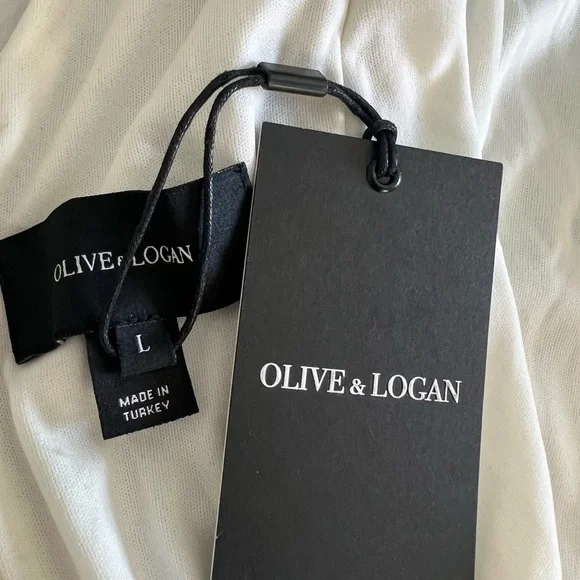 OLIVE & LOGAN
L
MADE IN
TURKEY
OLIVE & LOGAN